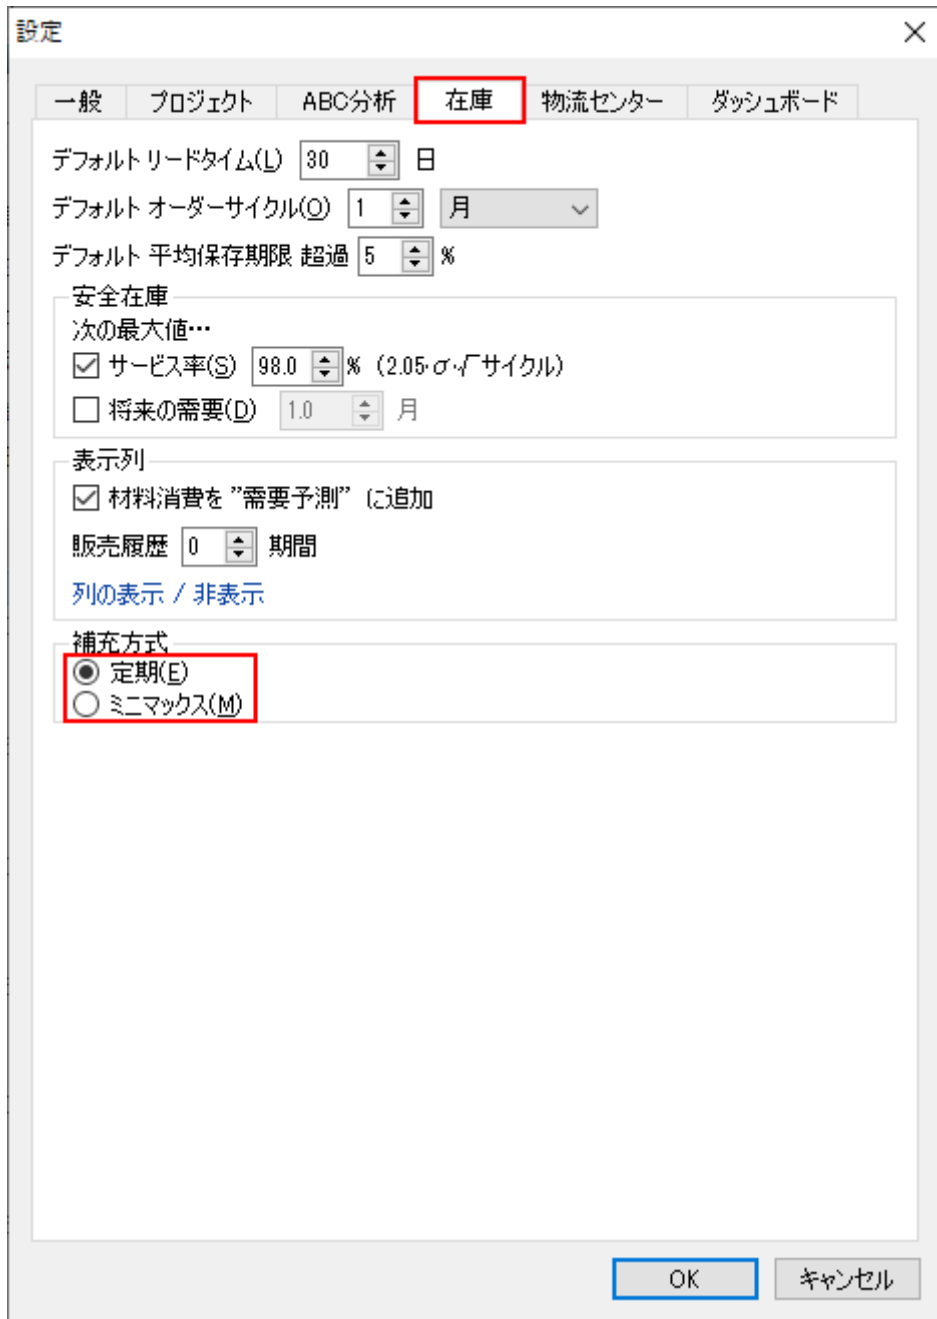 設定
一般 プロジェクト ABC分析 在庫 物流センター ダッシュボード
デフォルト リードタイム(L) 30 日
デフォルト オーダーサイクル(O) 1 月
デフォルト 平均保存期限 超過 5 %
安全在庫
次の最大値…
サービス率(S) 98.0 % (2.05·σ·√サイクル)
将来の需要(D) 1.0 月
表示列
材料消費を ”需要予測” に追加
販売履歴 0 期間
列の表示 / 非表示
補充方式
定期(E)
ミニマックス(M)
OK キャンセル